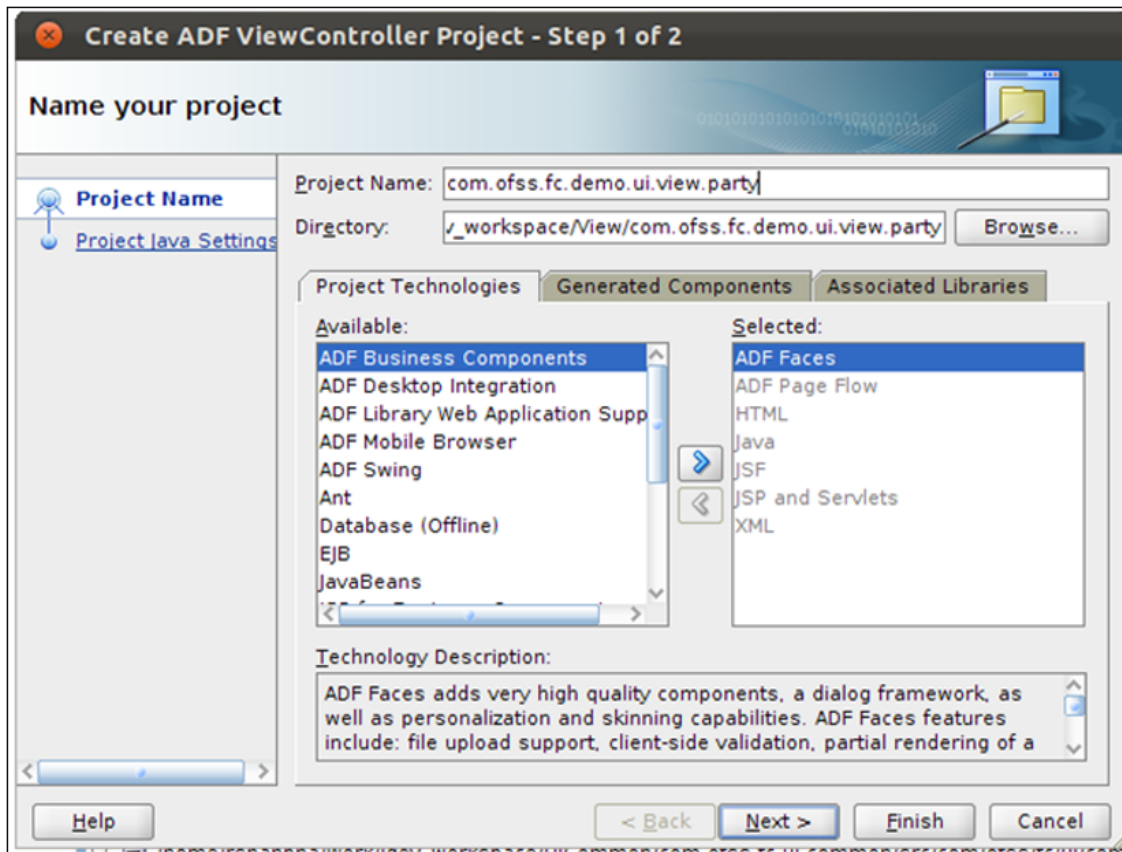 Create ADF ViewController Project - Step 1 of 2
Name your project
01010101010101010101010101
01010101010
Project Name
Project Java Settings
Project Name: com.ofss.fc.demo.ui.view.party
Directory: _workspace/View/com.ofss.fc.demo.ui.view.party Browse...
Project Technologies Generated Components Associated Libraries
Available: Selected:
ADF Business Components
ADF Desktop Integration
ADF Library Web Application Supp
ADF Mobile Browser
ADF Swing
Ant
Database (Offline)
EJB
JavaBeans
ADF Faces
ADF Page Flow
HTML
Java
JSF
JSP and Servlets
XML
Technology Description:
ADF Faces adds very high quality components, a dialog framework, as
well as personalization and skinning capabilities. ADF Faces features
include: file upload support, client-side validation, partial rendering of a
Help < Back Next > Finish Cancel